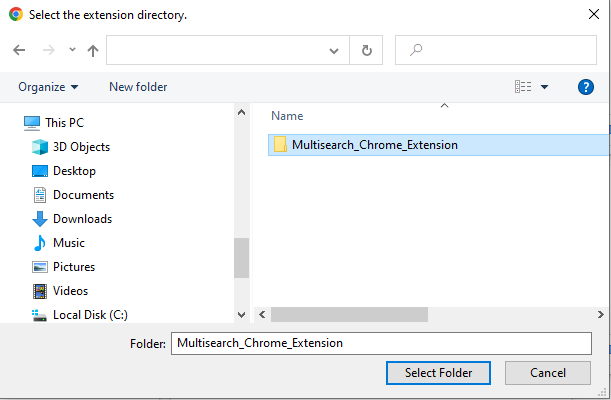 Select the extension directory.
Organize
New folder
This PC
3D Objects
Desktop
Documents
Downloads
Music
Pictures
Videos
Local Disk (C:)
Name
Multisearch_Chrome_Extension
Folder: Multisearch_Chrome_Extension
Select Folder Cancel